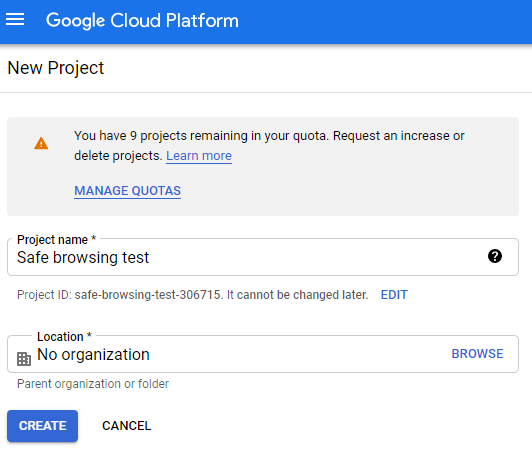 Google Cloud Platform
New Project
You have 9 projects remaining in your quota. Request an increase or
delete projects. Learn more
MANAGE QUOTAS
Project name *
Safe browsing test
Project ID: safe-browsing-test-306715. It cannot be changed later. EDIT
Location *
No organization BROWSE
Parent organization or folder
CREATE CANCEL